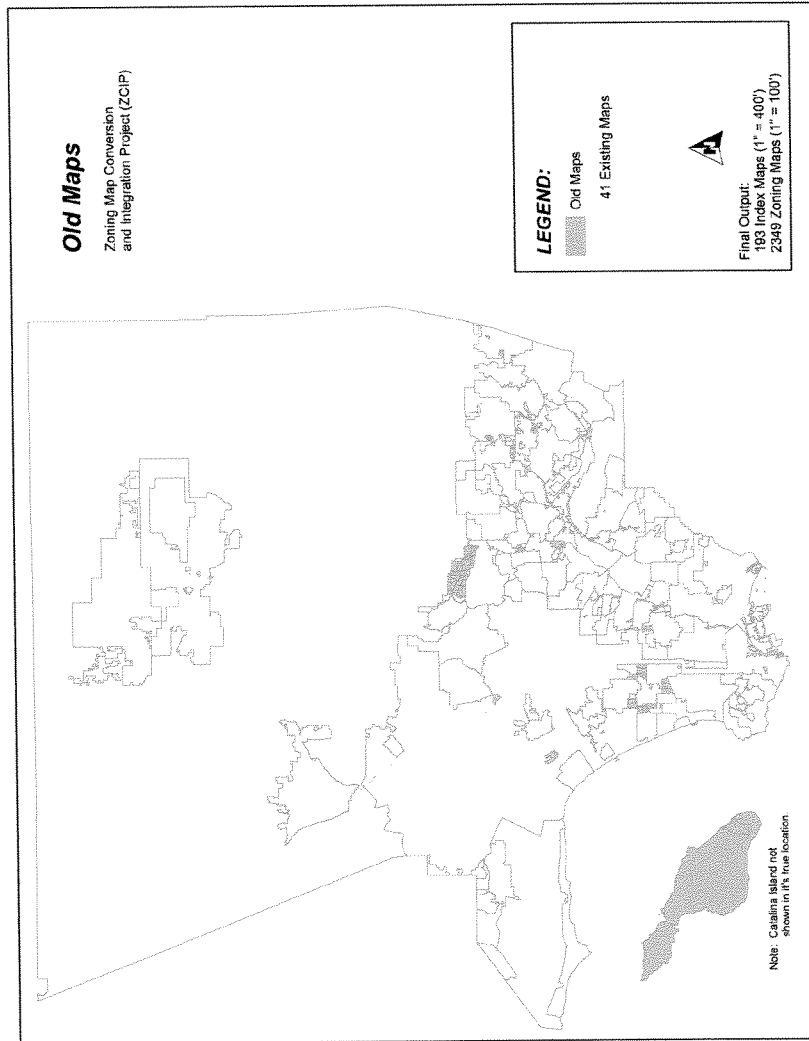 Old Maps
Zoning Map Conversion
and Integration Project (ZCIP)
LEGEND:
Old Maps
41 Existing Maps
N
Final Output:
193 Index Maps (1" = 400')
2349 Zoning Maps (1" = 100')
Note: Catalina Island not
shown in it's true location.